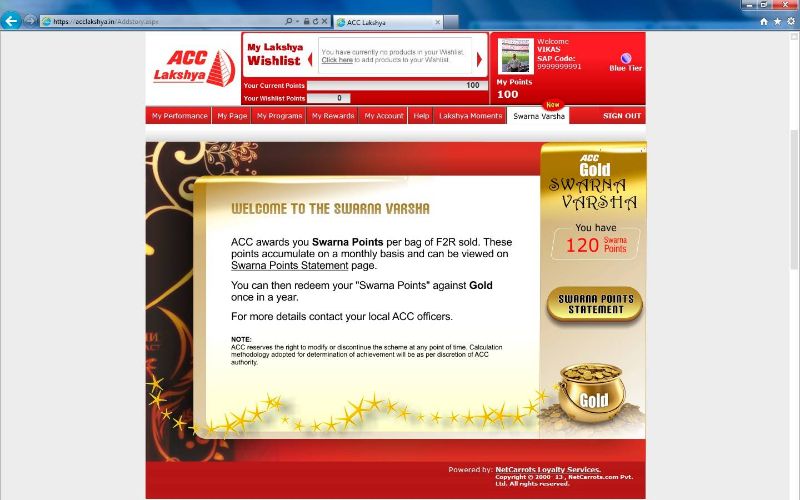 https://acclakshya.in/Addstory.aspx
ACC Lakshya
ACC
Lakshya
My Lakshya
Wishlist
You have currently no products in your Wishlist.
Click here to add products to your Wishlist.
Your Current Points 100
Your Wishlist Points 0
Welcome
VIKAS
SAP Code:
9999999991
Blue Tier
My Points
100
New
My Performance My Page My Programs My Rewards My Account Help Lakshya Moments Swarna Varsha SIGN OUT
WELCOME TO THE SWARNA VARSHA
ACC awards you Swarna Points per bag of F2R sold. These
points accumulate on a monthly basis and can be viewed on
Swarna Points Statement page.
You can then redeem your "Swarna Points" against Gold
once in a year.
For more details contact your local ACC officers.
NOTE:
ACC reserves the right to modify or discontinue the scheme at any point of time. Calculation
methodology adopted for determination of achievement will be as per discretion of ACC
authority.
ACC
Gold
SWARNA
VARSHA
You have
120 Swarna
Points
SWARNA POINTS
STATEMENT
Gold
Powered by: NetCarrots Loyalty Services.
Copyright © 2000 13 , NetCarrots.com Pvt.
Ltd. All rights reserved.